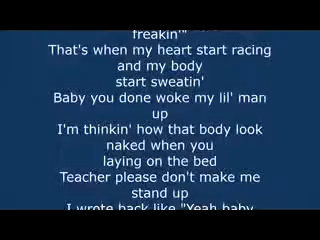 freakin'"
That's when my heart start racing
and my body
start sweatin'
Baby you done woke my lil' man
up
I'm thinkin' how that body look
naked when you
laying on the bed
Teacher please don't make me
stand up
I wrote back like "Yeah baby